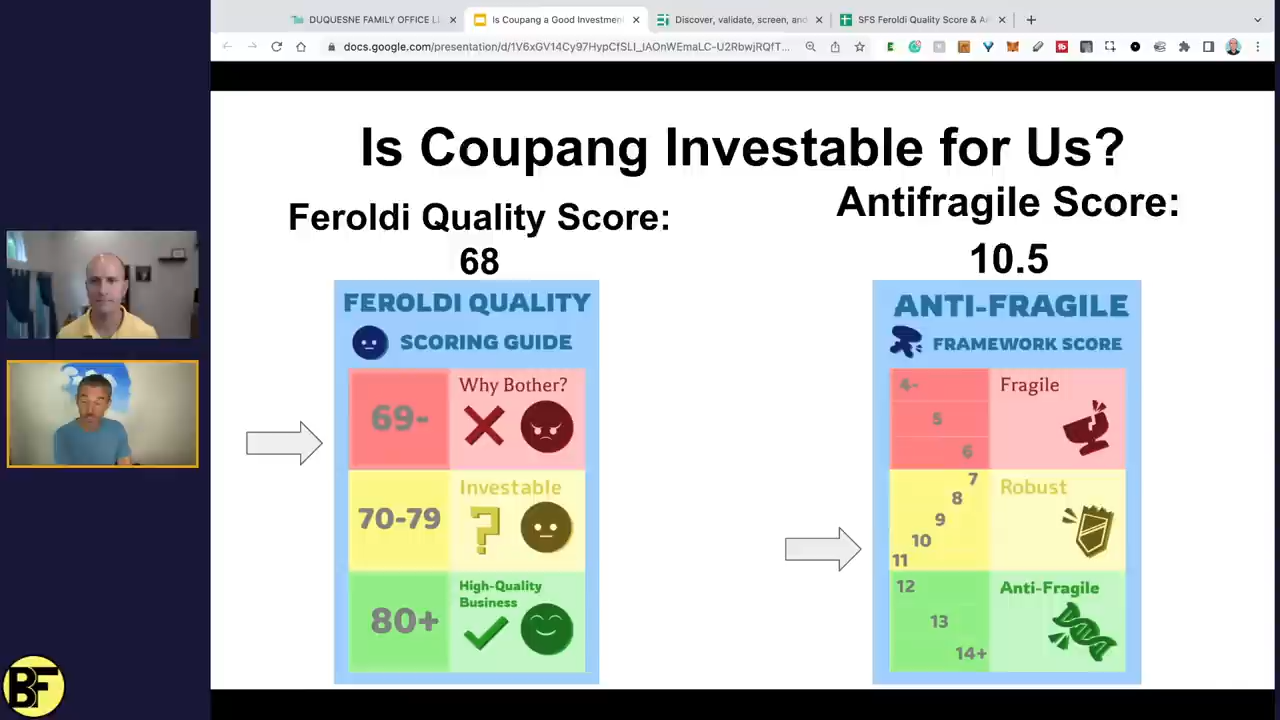 DUQUESNE FAMILY OFFICE L
Is Coupang a Good Investment
Discover, validate, screen, and
SFS Feroldi Quality Score & A
docs.google.com/presentation/d/1V6xGV14Cy97HypCfSLI_IAOnWEmaLC-U2RbwjRQfT...
Is Coupang Investable for Us?
Feroldi Quality Score:
68
FEROLDI QUALITY
SCORING GUIDE
69-
Why Bother?
70-79
Investable
80+
High-Quality
Business
Antifragile Score:
10.5
ANTI-FRAGILE
FRAMEWORK SCORE
4-
5
6
Fragile
7
8
9
10
11
Robust
12
13
14+
Anti-Fragile
BF